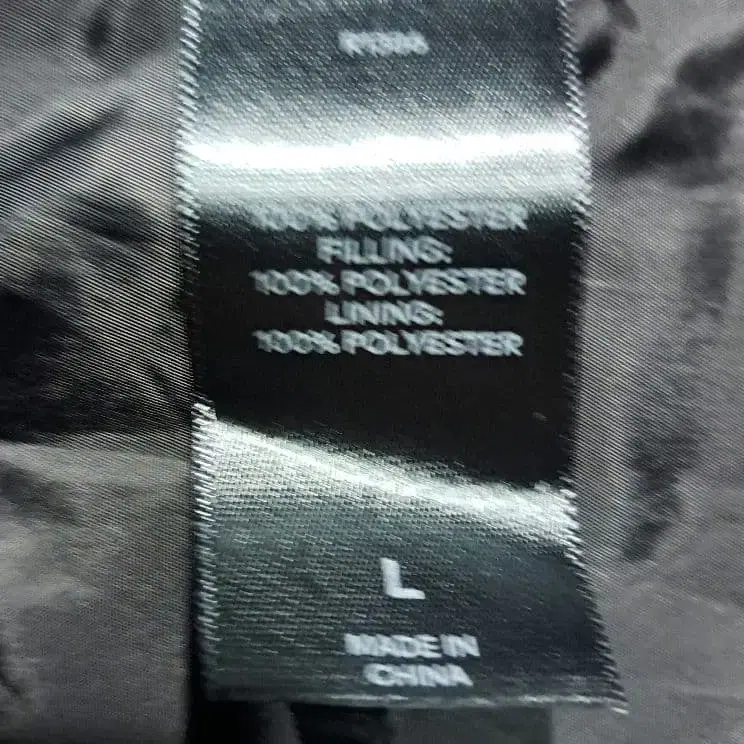 100% POLYESTER
FILLING:
100% POLYESTER
LINING:
100% POLYESTER
L
MADE IN
CHINA